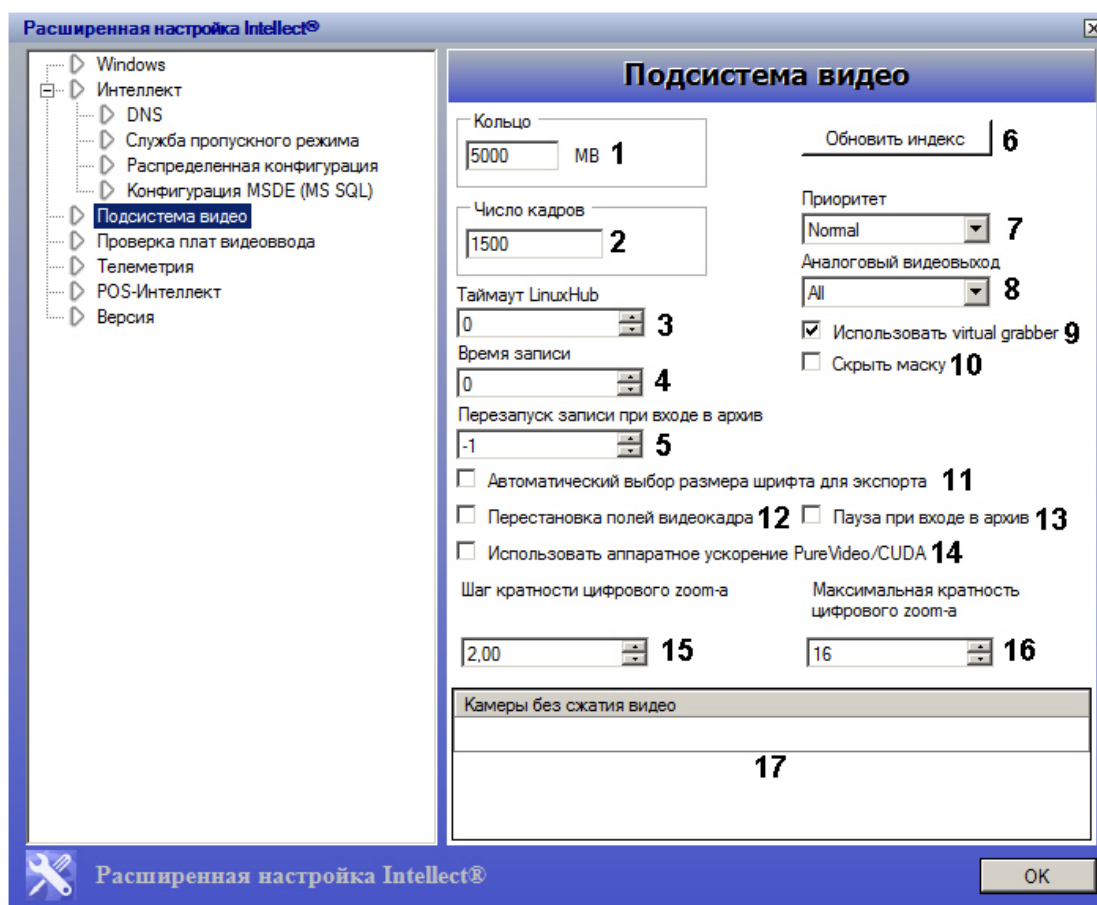 Расширенная настройка Intellect®
Windows
Интеллект
DNS
Служба пропускного режима
Распределенная конфигурация
Конфигурация MSDE (MS SQL)
Подсистема видео
Проверка плат видеоввода
Телеметрия
POS-Интеллект
Версия
Подсистема видео
Кольцо
5000 MB 1
Обновить индекс 6
Число кадров
1500 2
Приоритет
Normal 7
Аналоговый видеовыход
All 8
Таймаут LinuxHub
0 3
Использовать virtual grabber 9
Время записи
0 4
Скрыть маску 10
Перезапуск записи при входе в архив
-1 5
Автоматический выбор размера шрифта для экспорта 11
Перестановка полей видеокадра 12 Пауза при входе в архив 13
Использовать аппаратное ускорение PureVideo/CUDA 14
Шаг кратности цифрового zoom-а
2,00 15
Максимальная кратность
цифрового zoom-а
16 16
Камеры без сжатия видео
17
Расширенная настройка Intellect®
OK